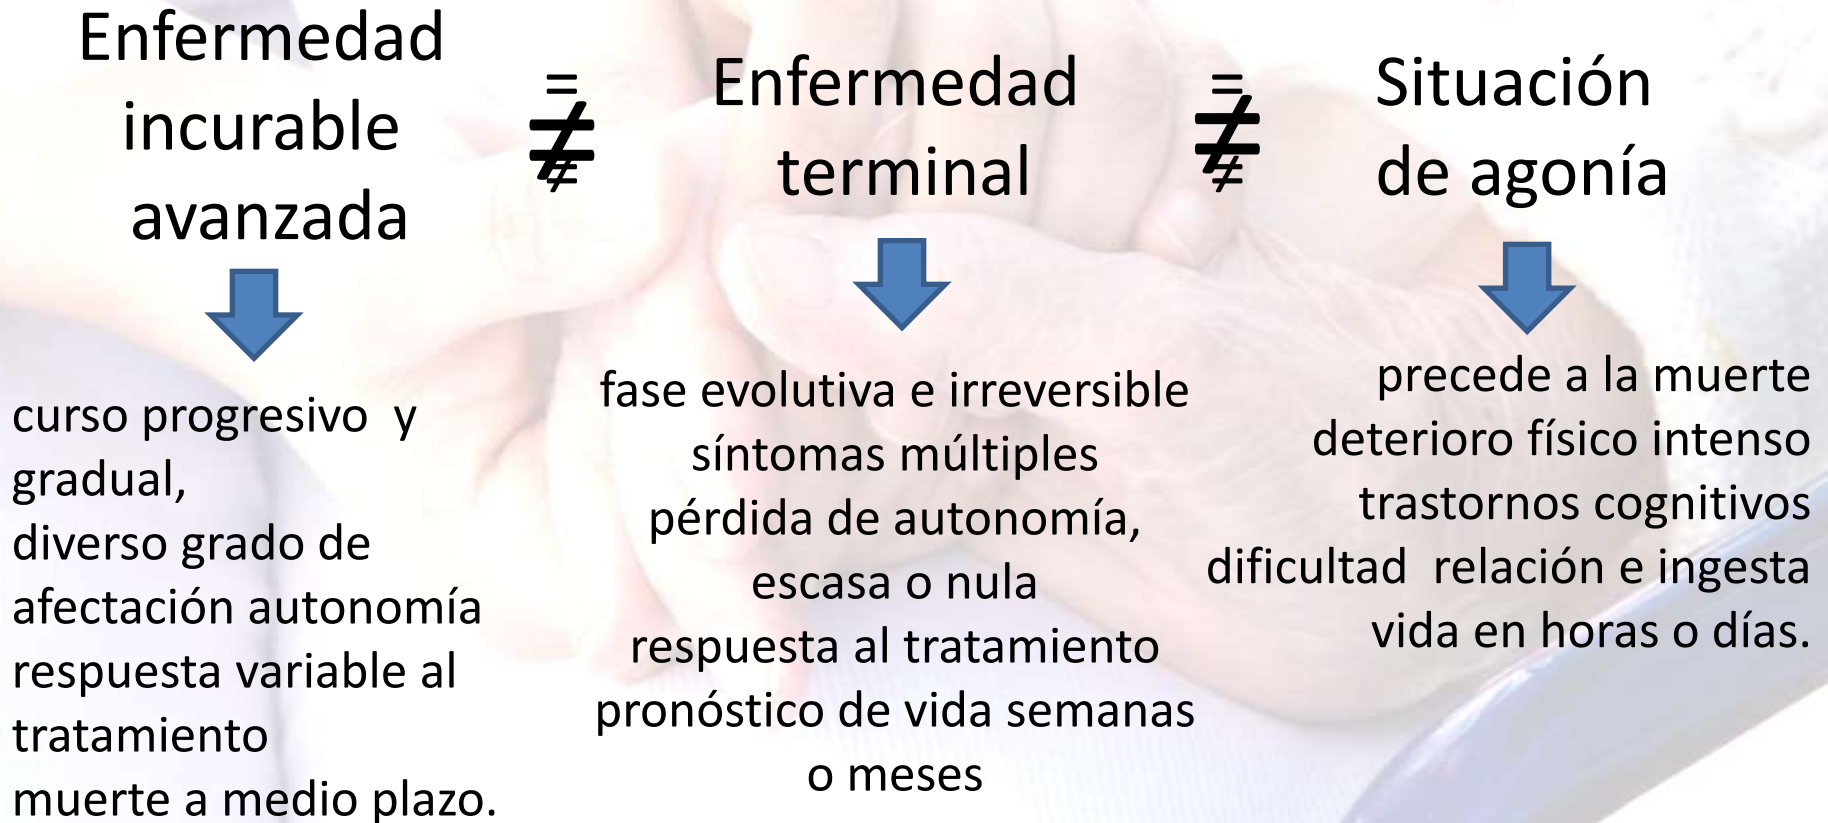 Enfermedad
incurable
avanzada
=
≠
≠
Enfermedad
terminal
=
≠
≠
Situación
de agonía
curso progresivo y
gradual,
diverso grado de
afectación autonomía
respuesta variable al
tratamiento
muerte a medio plazo.
fase evolutiva e irreversible
síntomas múltiples
pérdida de autonomía,
escasa o nula
respuesta al tratamiento
pronóstico de vida semanas
o meses
precede a la muerte
deterioro físico intenso
trastornos cognitivos
dificultad relación e ingesta
vida en horas o días.